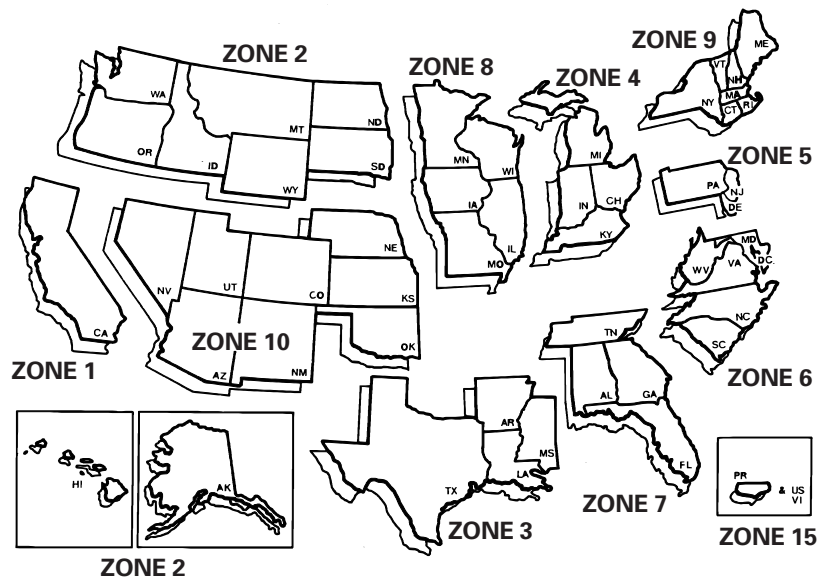 ZONE 2
ZONE 8
ZONE 9
ZONE 4
ME
VT
NH
MA
NY
CT
RI
WA
OR
ID
MT
WY
ND
SD
MN
WI
IA
IL
MO
MI
IN
OH
KY
ZONE 5
PA
NJ
DE
MD
DC.
WV
VA
NC
SC
ZONE 6
CA
ZONE 1
NV
UT
CO
ZONE 10
AZ
NM
NE
KS
OK
TN
AL
GA
FL
ZONE 7
AR
MS
LA
TX
ZONE 3
HI
AK
ZONE 2
PR
& US
VI
ZONE 15